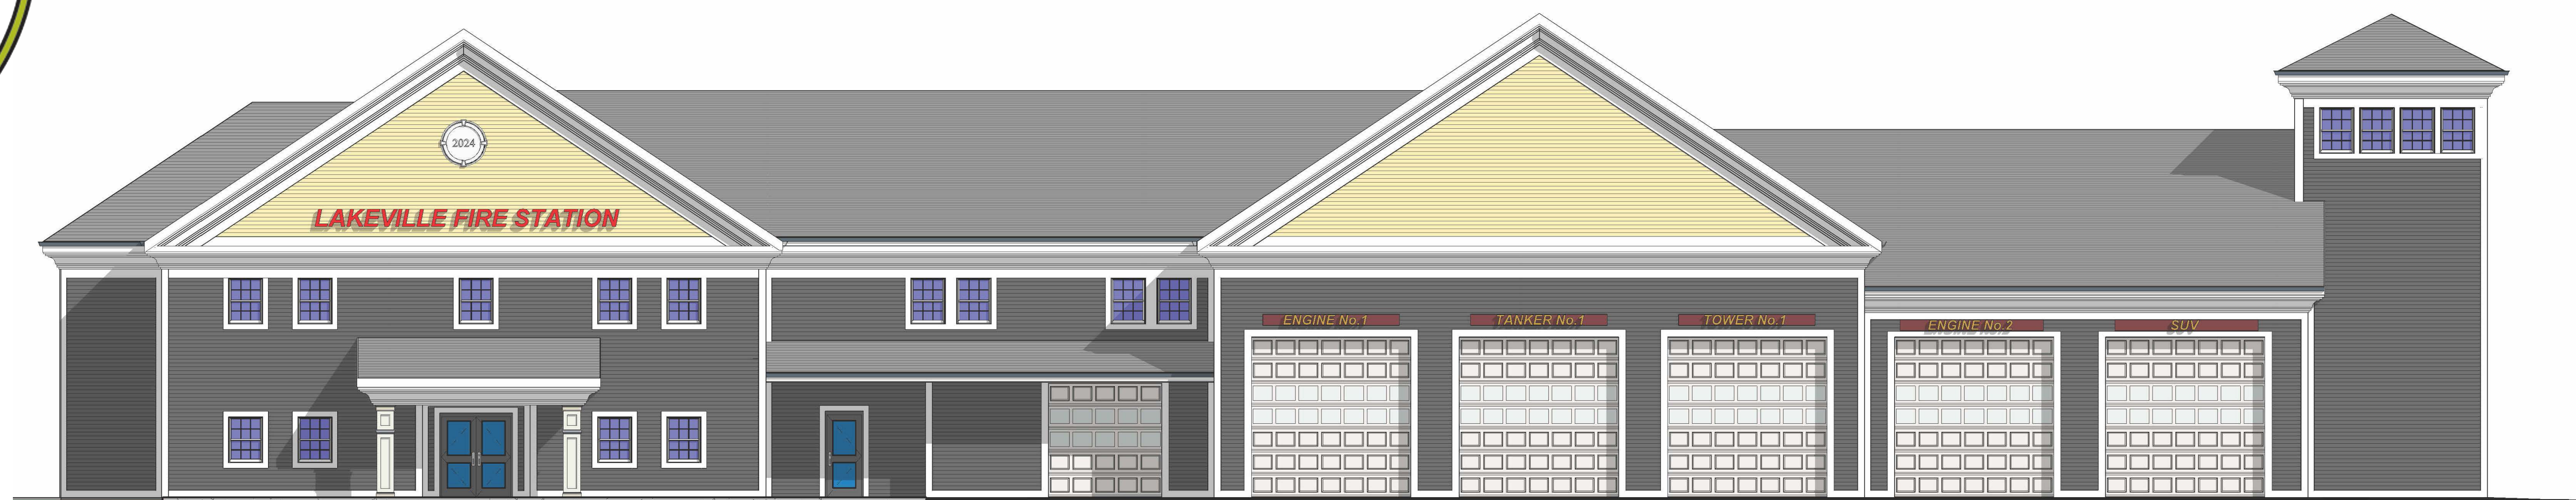 2024
LAKEVILLE FIRE STATION
ENGINE No.1
TANKER No.1
TOWER No.1
ENGINE No.2
SUV